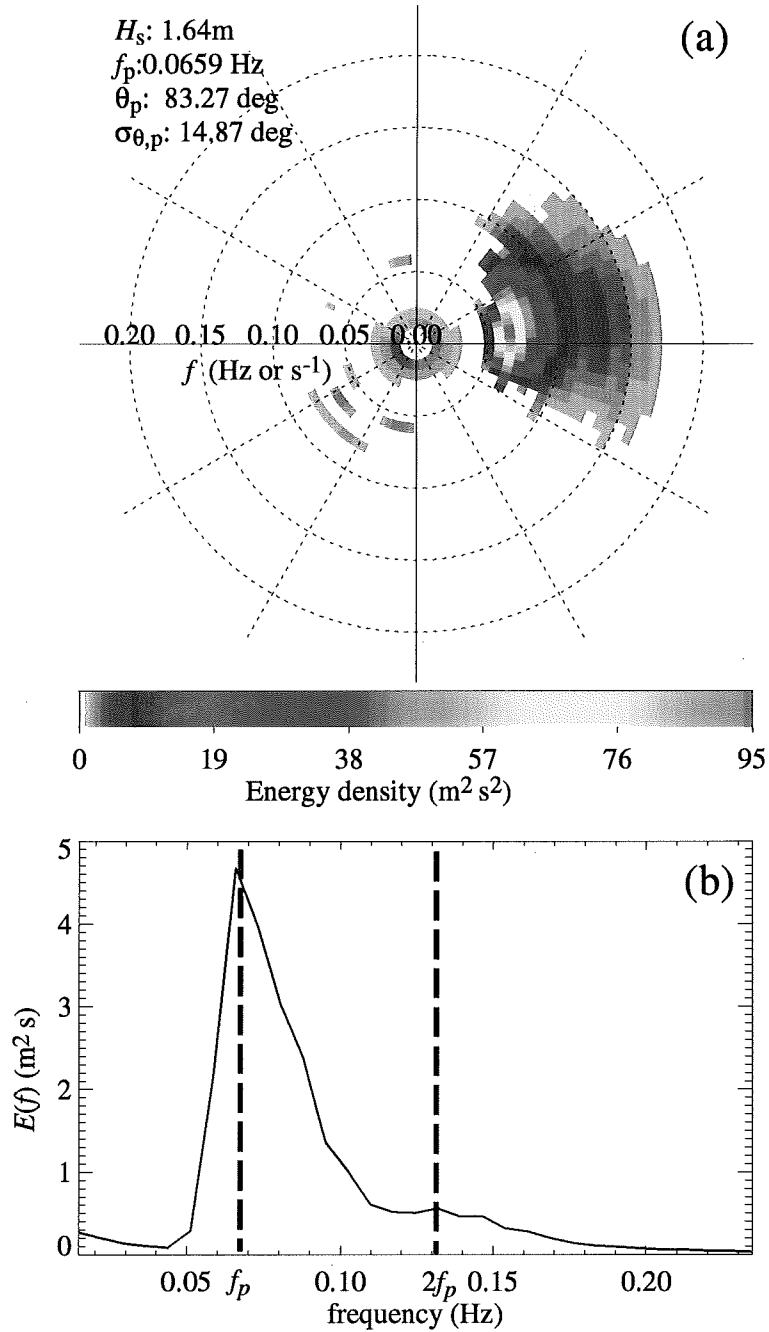 (a)
Hs: 1.64m
fp:0.0659 Hz
θp: 83.27 deg
σθ,p: 14,87 deg
0.20 0.15 0.10 0.05 0.00
f (Hz or s-1)
0 19 38 57 76 95
Energy density (m2 s2)
(b)
5
4
3
2
1
0
E(f) (m2 s)
0.05 fp 0.10 2fp 0.15 0.20
frequency (Hz)